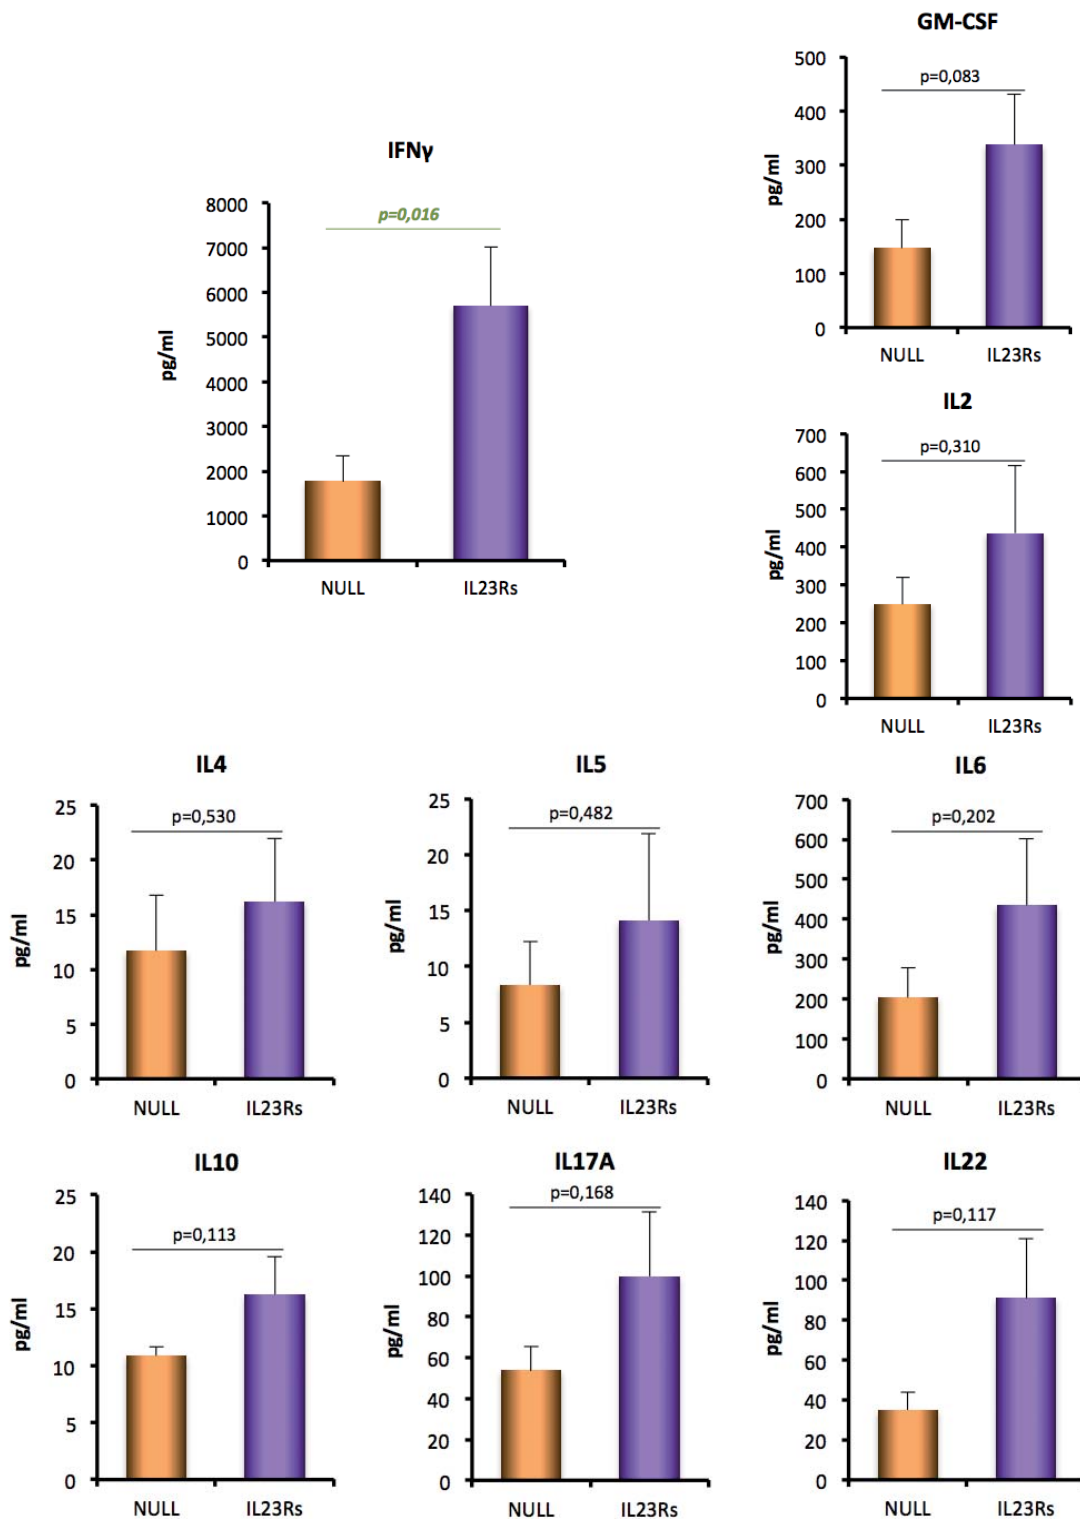 GM-CSF
500
400
300
200
100
0
pg/ml
p=0,083
NULL IL23Rs
IFNγ
8000
7000
6000
5000
4000
3000
2000
1000
0
pg/ml
p=0,016
NULL IL23Rs
IL2
700
600
500
400
300
200
100
0
pg/ml
p=0,310
NULL IL23Rs
IL4
25
20
15
10
5
0
pg/ml
p=0,530
NULL IL23Rs
IL5
25
20
15
10
5
0
pg/ml
p=0,482
NULL IL23Rs
IL6
700
600
500
400
300
200
100
0
pg/ml
p=0,202
NULL IL23Rs
IL10
25
20
15
10
5
0
pg/ml
p=0,113
NULL IL23Rs
IL17A
140
120
100
80
60
40
20
0
pg/ml
p=0,168
NULL IL23Rs
IL22
140
120
100
80
60
40
20
0
pg/ml
p=0,117
NULL IL23Rs